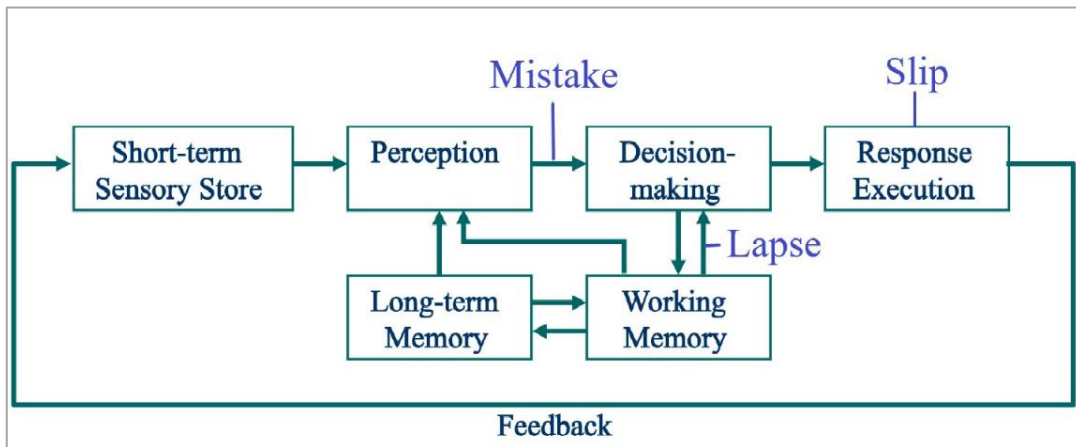 Mistake
Slip
Short-term
Sensory Store
Perception
Decision-
making
Response
Execution
Lapse
Long-term
Memory
Working
Memory
Feedback